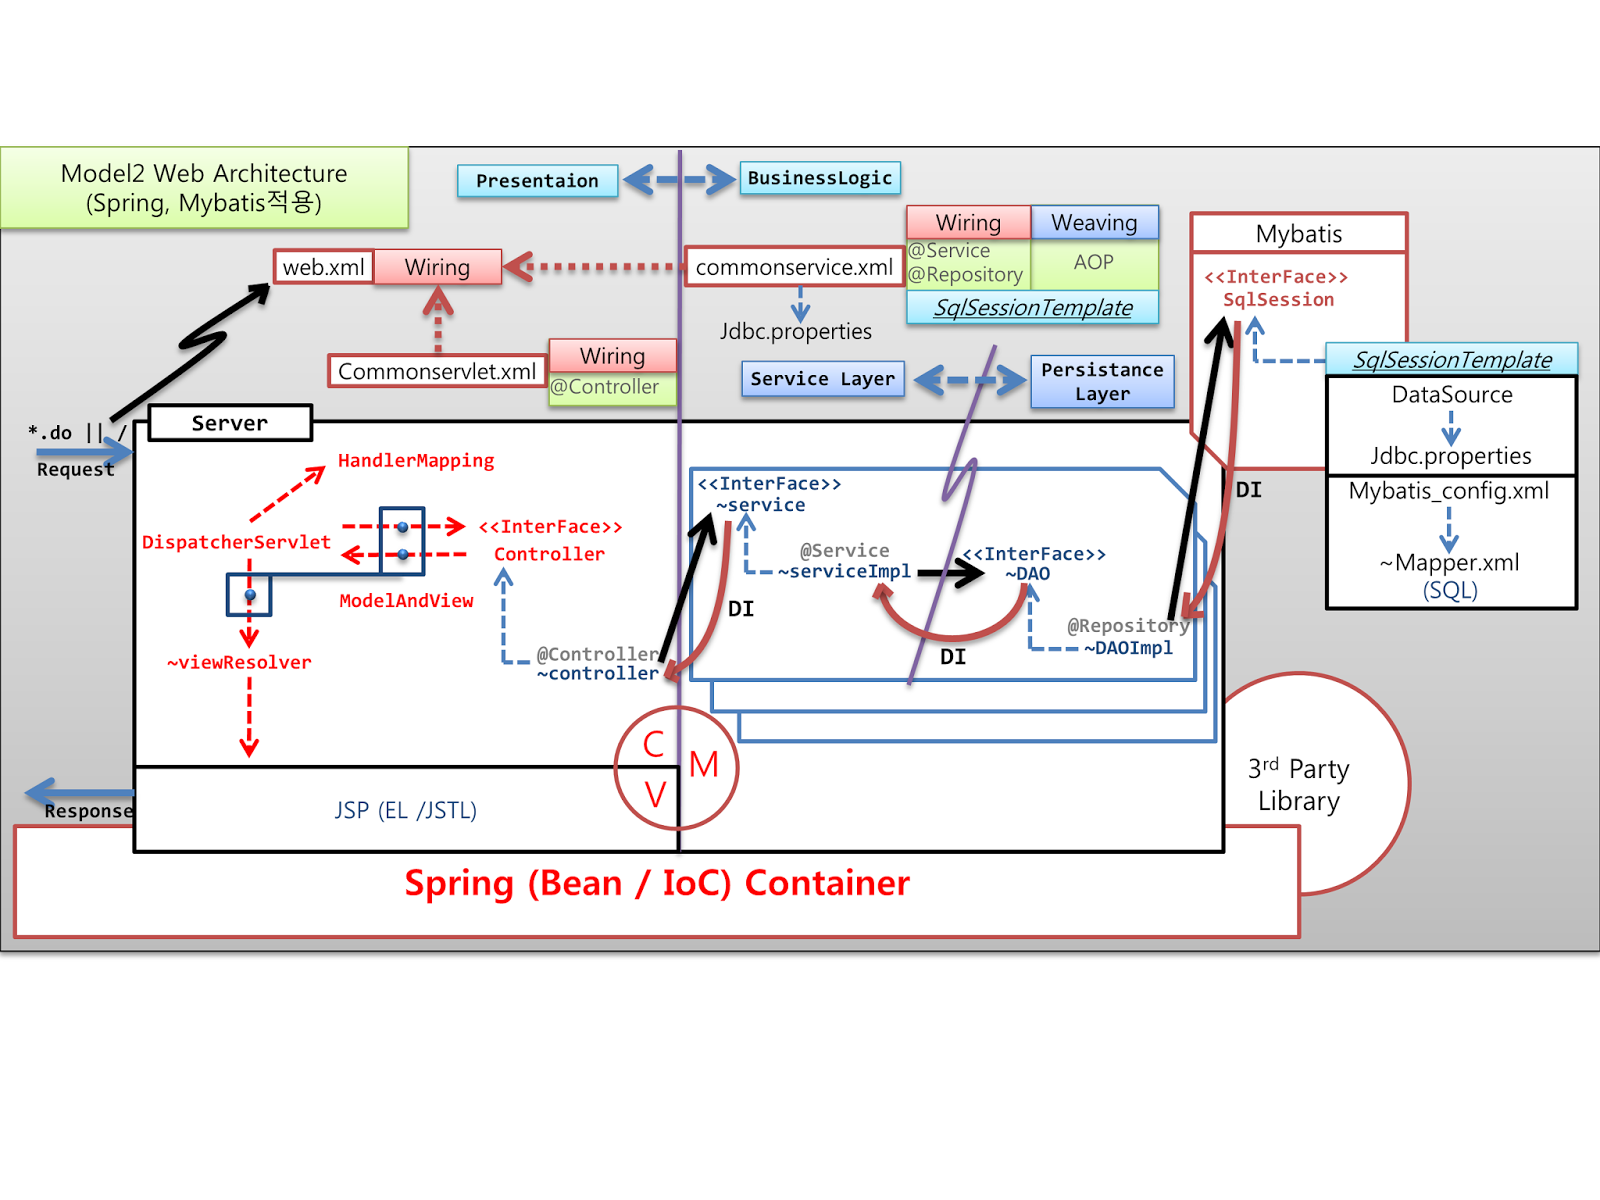 Model2 Web Architecture
(Spring, Mybatis적용)
Presentaion
BusinessLogic
web.xml
Wiring
commonservice.xml
Jdbc.properties
Wiring
Weaving
@Service
@Repository
AOP
SqlSessionTemplate
Commonservlet.xml
Wiring
@Controller
Service Layer
Persistance
Layer
Mybatis
<<InterFace>>
SqlSession
SqlSessionTemplate
DataSource
Jdbc.properties
Mybatis_config.xml
~Mapper.xml
(SQL)
*.do || /
Request
Server
HandlerMapping
DispatcherServlet
<<InterFace>>
Controller
ModelAndView
~viewResolver
@Controller
~controller
<<InterFace>>
~service
DI
@Service
~serviceImpl
<<InterFace>>
~DAO
DI
@Repository
~DAOImpl
DI
C
V
M
JSP (EL /JSTL)
Response
3rd Party
Library
Spring (Bean / IoC) Container